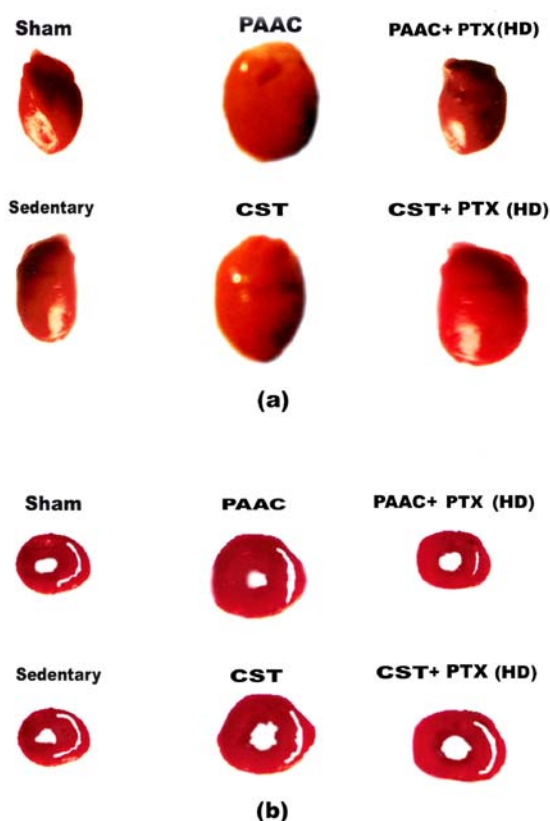 Sham PAAC PAAC+ PTX(HD)
Sedentary CST CST+ PTX (HD)
(a)
Sham PAAC PAAC+ PTX (HD)
Sedentary CST CST+ PTX (HD)
(b)